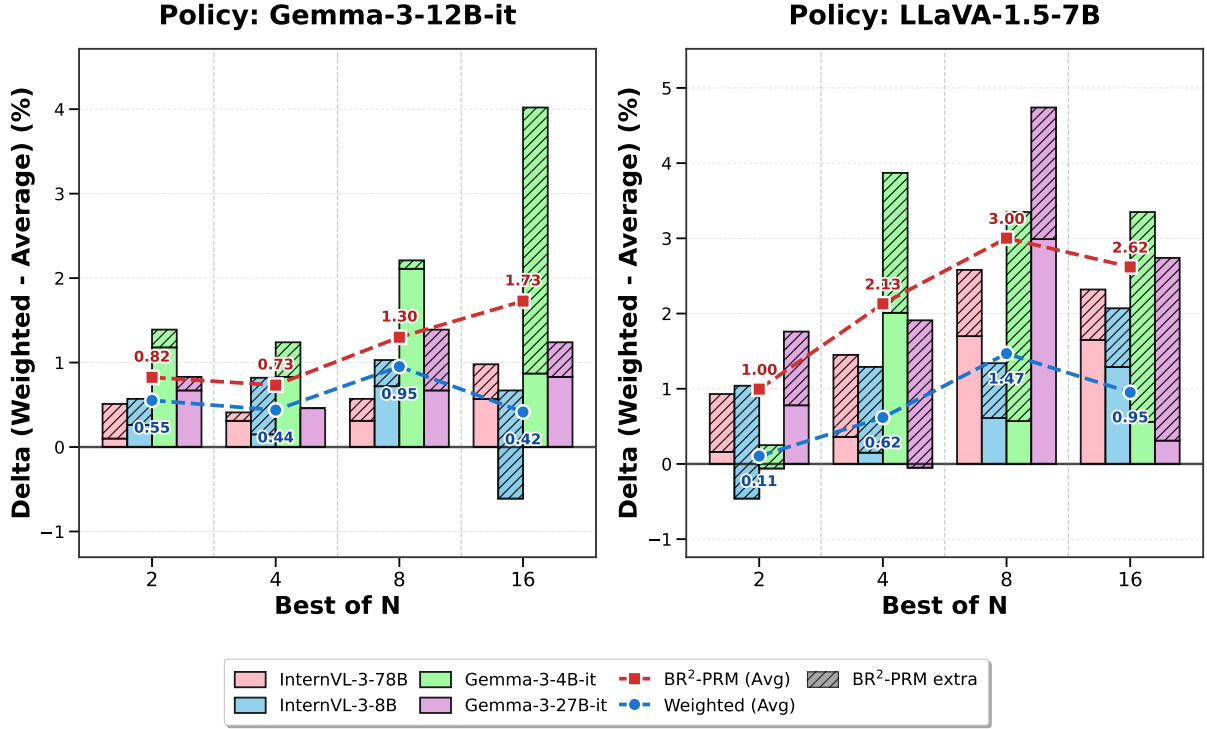 Policy: Gemma-3-12B-it
Delta (Weighted - Average) (%)
4
3
2
1
0
−1
0.82
0.73
1.30
1.73
0.55
0.44
0.95
0.42
2
4
8
16
Best of N
Policy: LLaVA-1.5-7B
Delta (Weighted - Average) (%)
5
4
3
2
1
0
−1
1.00
2.13
3.00
2.62
0.11
0.62
1.47
0.95
2
4
8
16
Best of N
InternVL-3-78B
InternVL-3-8B
Gemma-3-4B-it
Gemma-3-27B-it
BR²-PRM (Avg)
Weighted (Avg)
BR²-PRM extra